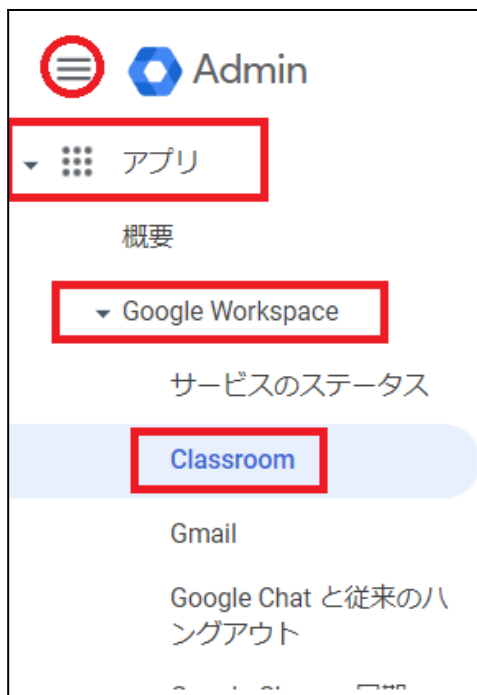 Admin
アプリ
概要
Google Workspace
サービスのステータス
Classroom
Gmail
Google Chat と従来のハ
ングアウト